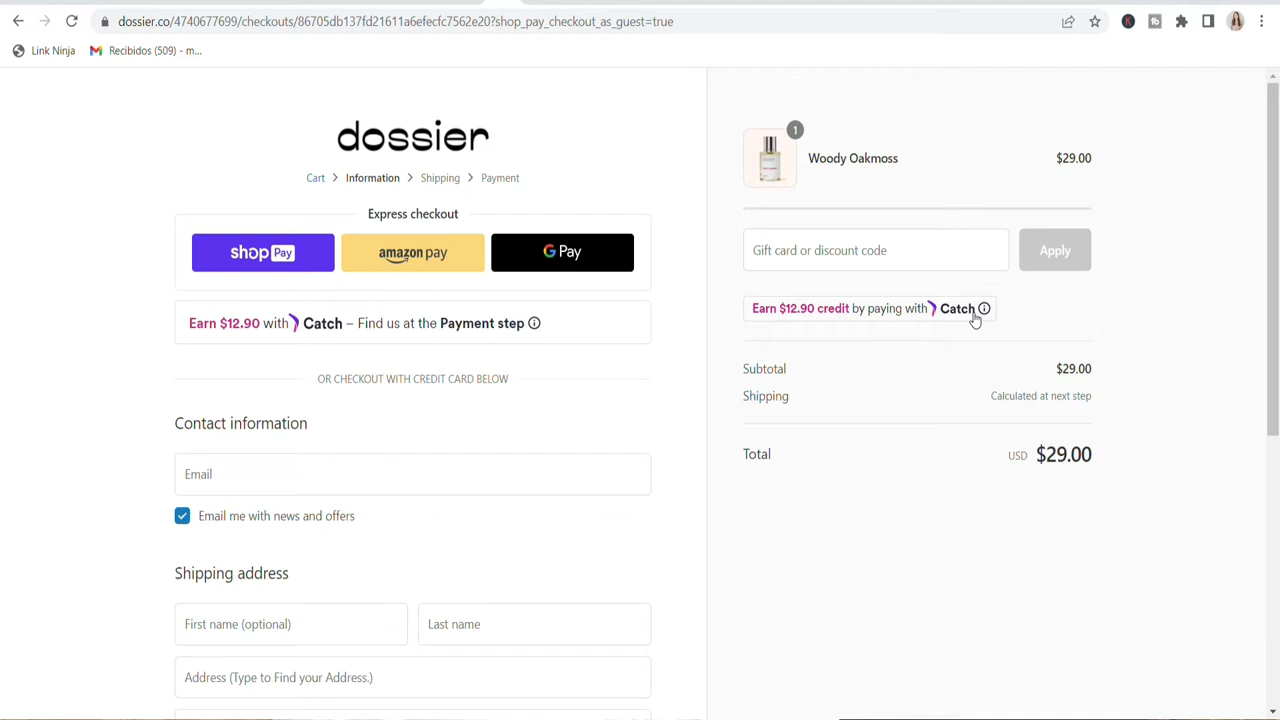 dossier.co/4740677699/checkouts/86705db137fd21611a6efecfc7562e20?shop_pay_checkout_as_guest=true
Link Ninja
Recibidos (509) - m...
dossier
Cart > Information > Shipping > Payment
Express checkout
shop Pay
amazon pay
G Pay
Earn $12.90 with Catch – Find us at the Payment step
OR CHECKOUT WITH CREDIT CARD BELOW
Contact information
Email
Email me with news and offers
Shipping address
First name (optional)
Last name
Address (Type to Find your Address.)
1
Woody Oakmoss
$29.00
Gift card or discount code
Apply
Earn $12.90 credit by paying with Catch
Subtotal
$29.00
Shipping
Calculated at next step
Total
USD $29.00